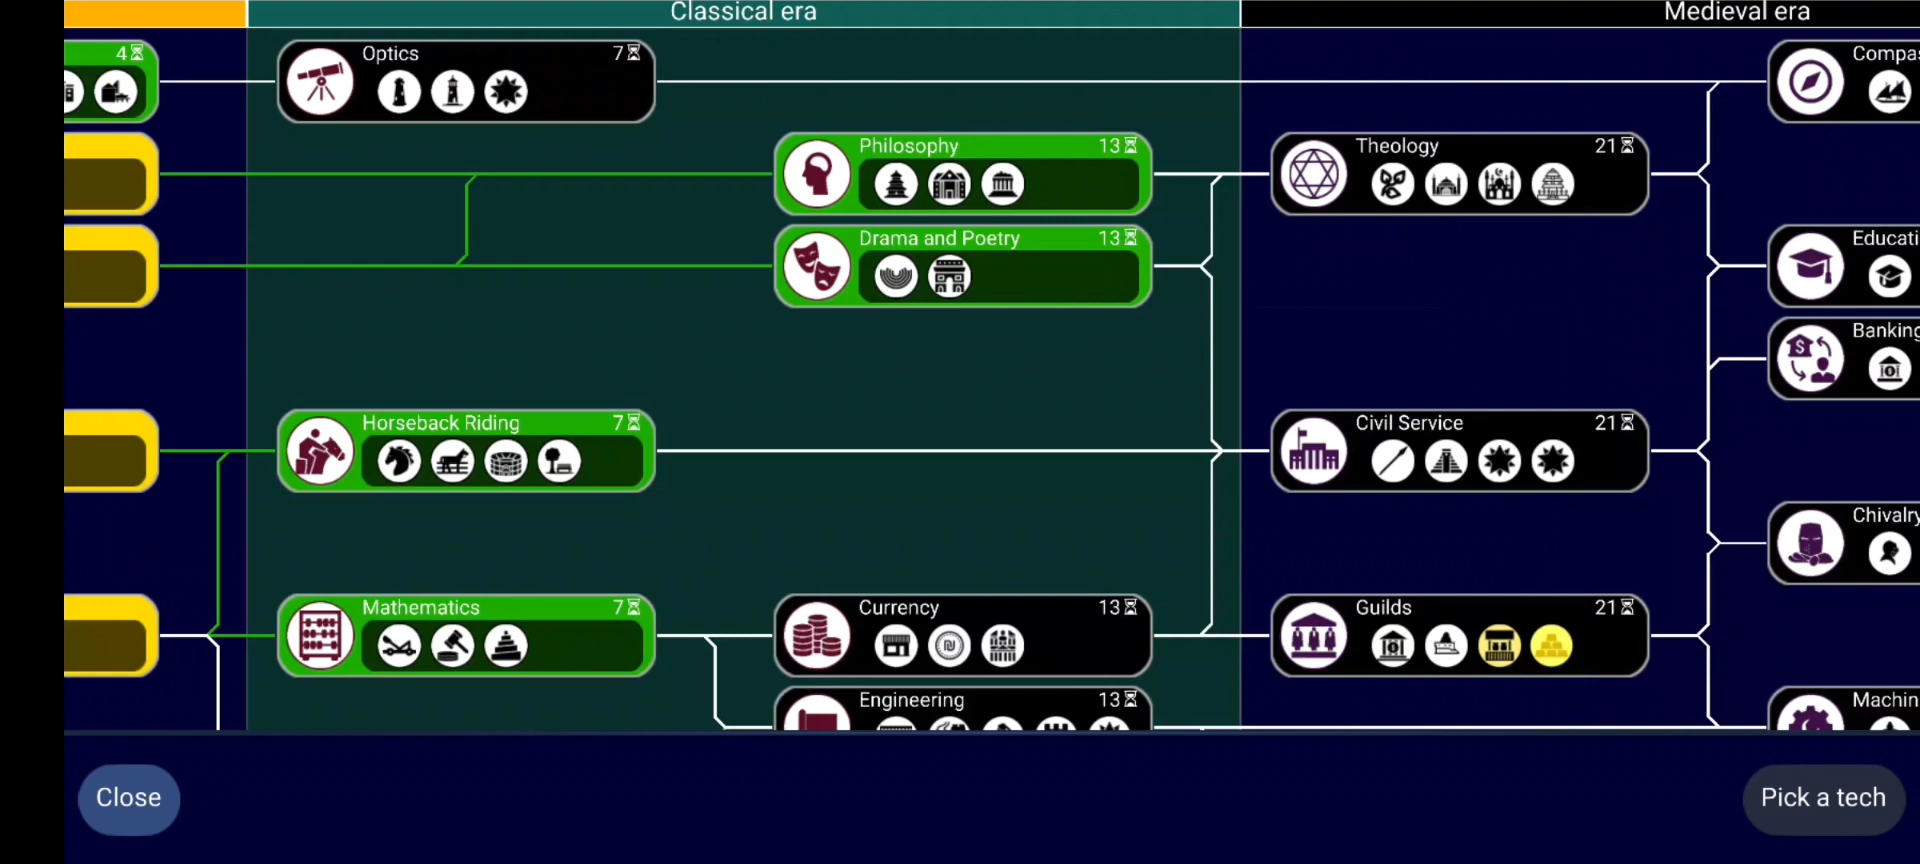 Classical era
Medieval era
4⏳
Optics 7⏳
Compas
Philosophy 13⏳
Theology 21⏳
Drama and Poetry 13⏳
Educati
Banking
Horseback Riding 7⏳
Civil Service 21⏳
Chivalry
Mathematics 7⏳
Currency 13⏳
Guilds 21⏳
Engineering 13⏳
Machin
Close
Pick a tech